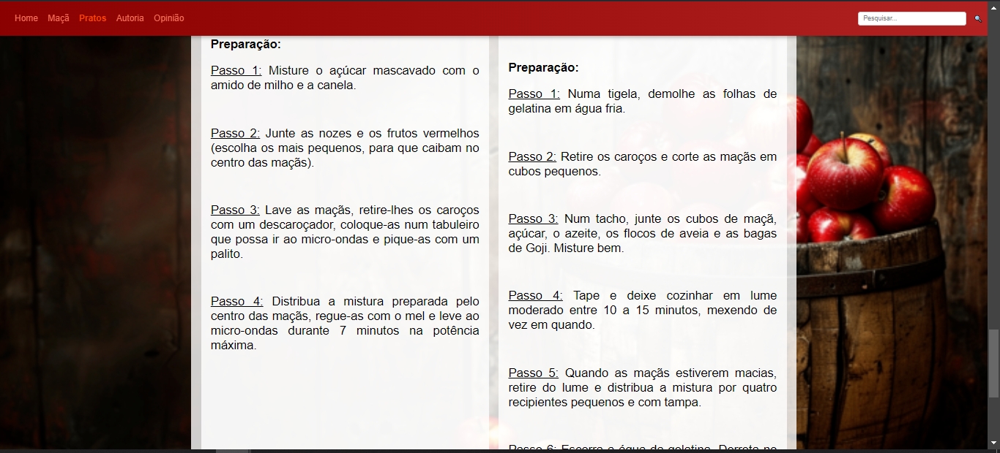 Home Maçã Pratos Autoria Opinião Pesquisar...
Preparação:
Passo 1: Misture o açúcar mascavado com o
amido de milho e a canela.
Passo 2: Junte as nozes e os frutos vermelhos
(escolha os mais pequenos, para que caibam no
centro das maçãs).
Passo 3: Lave as maçãs, retire-lhes os caroços
com um descaroçador, coloque-as num tabuleiro
que possa ir ao micro-ondas e pique-as com um
palito.
Passo 4: Distribua a mistura preparada pelo
centro das maçãs, regue-as com o mel e leve ao
micro-ondas durante 7 minutos na potência
máxima.
Preparação:
Passo 1: Numa tigela, demolhe as folhas de
gelatina em água fria.
Passo 2: Retire os caroços e corte as maçãs em
cubos pequenos.
Passo 3: Num tacho, junte os cubos de maçã,
açúcar, o azeite, os flocos de aveia e as bagas
de Goji. Misture bem.
Passo 4: Tape e deixe cozinhar em lume
moderado entre 10 a 15 minutos, mexendo de
vez em quando.
Passo 5: Quando as maçãs estiverem macias,
retire do lume e distribua a mistura por quatro
recipientes pequenos e com tampa.
Passo 6: Escorra a água da gelatina. Derreta no